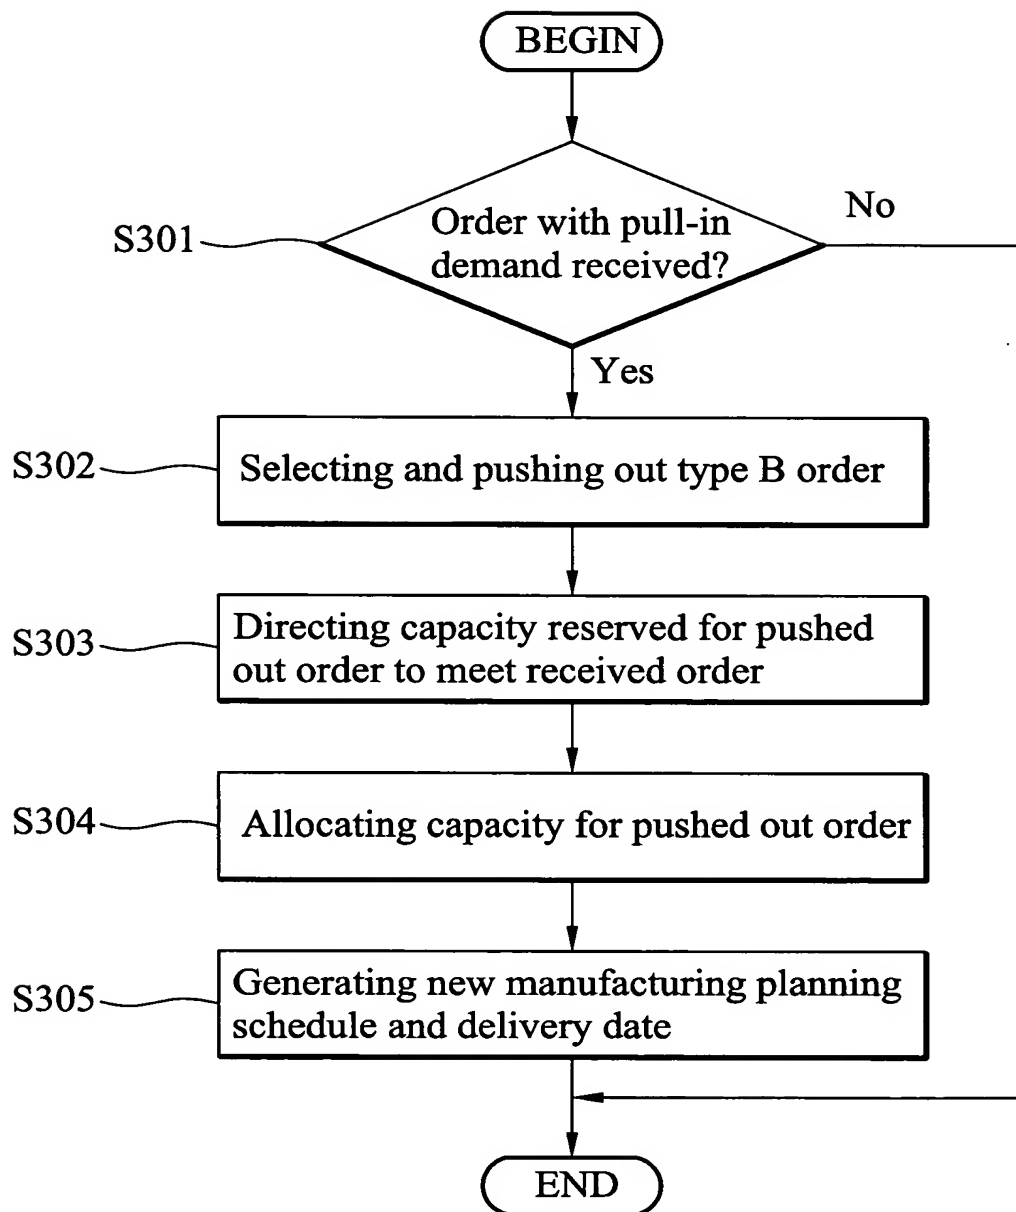 BEGIN
No
S301
Order with pull-in
demand received?
Yes
S302
Selecting and pushing out type B order
S303
Directing capacity reserved for pushed
out order to meet received order
S304
Allocating capacity for pushed out order
S305
Generating new manufacturing planning
schedule and delivery date
END